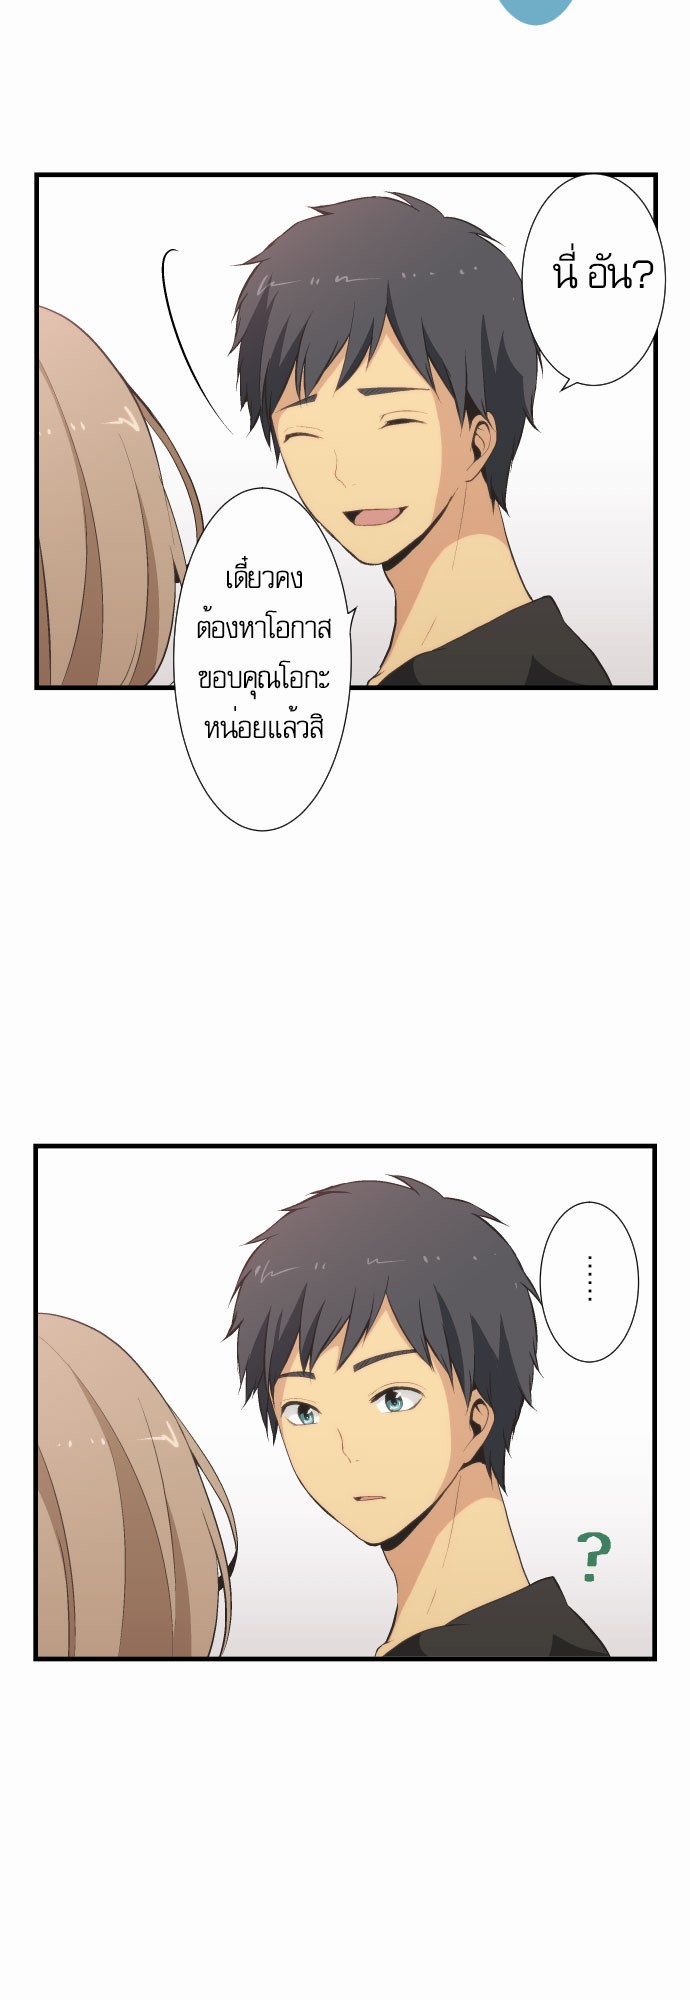 นี่ อัน?
เดี๋ยวคง
ต้องหาโอกาส
ขอบคุณโอกะ
หน่อยแล้วสิ
......
?